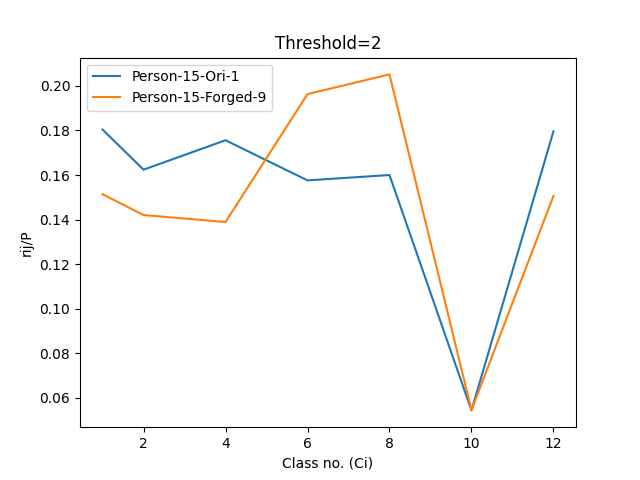 Threshold=2
Person-15-Ori-1
Person-15-Forged-9
rij/P
0.20
0.18
0.16
0.14
0.12
0.10
0.08
0.06
2 4 6 8 10 12
Class no. (Ci)